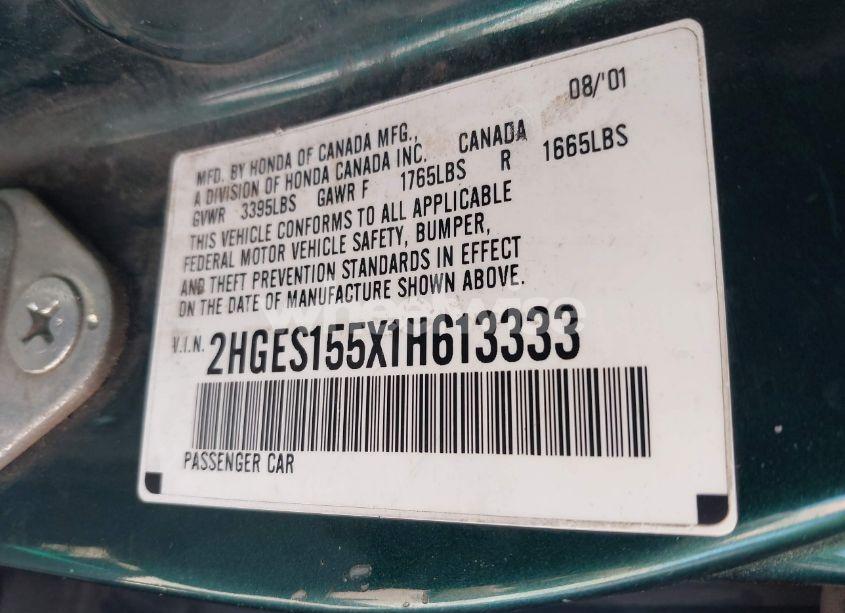 08/'01
MFD. BY HONDA OF CANADA MFG.,
A DIVISION OF HONDA CANADA INC. CANADA
GVWR 3395LBS GAWR F 1765LBS R 1665LBS
THIS VEHICLE CONFORMS TO ALL APPLICABLE
FEDERAL MOTOR VEHICLE SAFETY, BUMPER,
AND THEFT PREVENTION STANDARDS IN EFFECT
ON THE DATE OF MANUFACTURE SHOWN ABOVE.
V.I.N. 2HGES155X1H613333
PASSENGER CAR